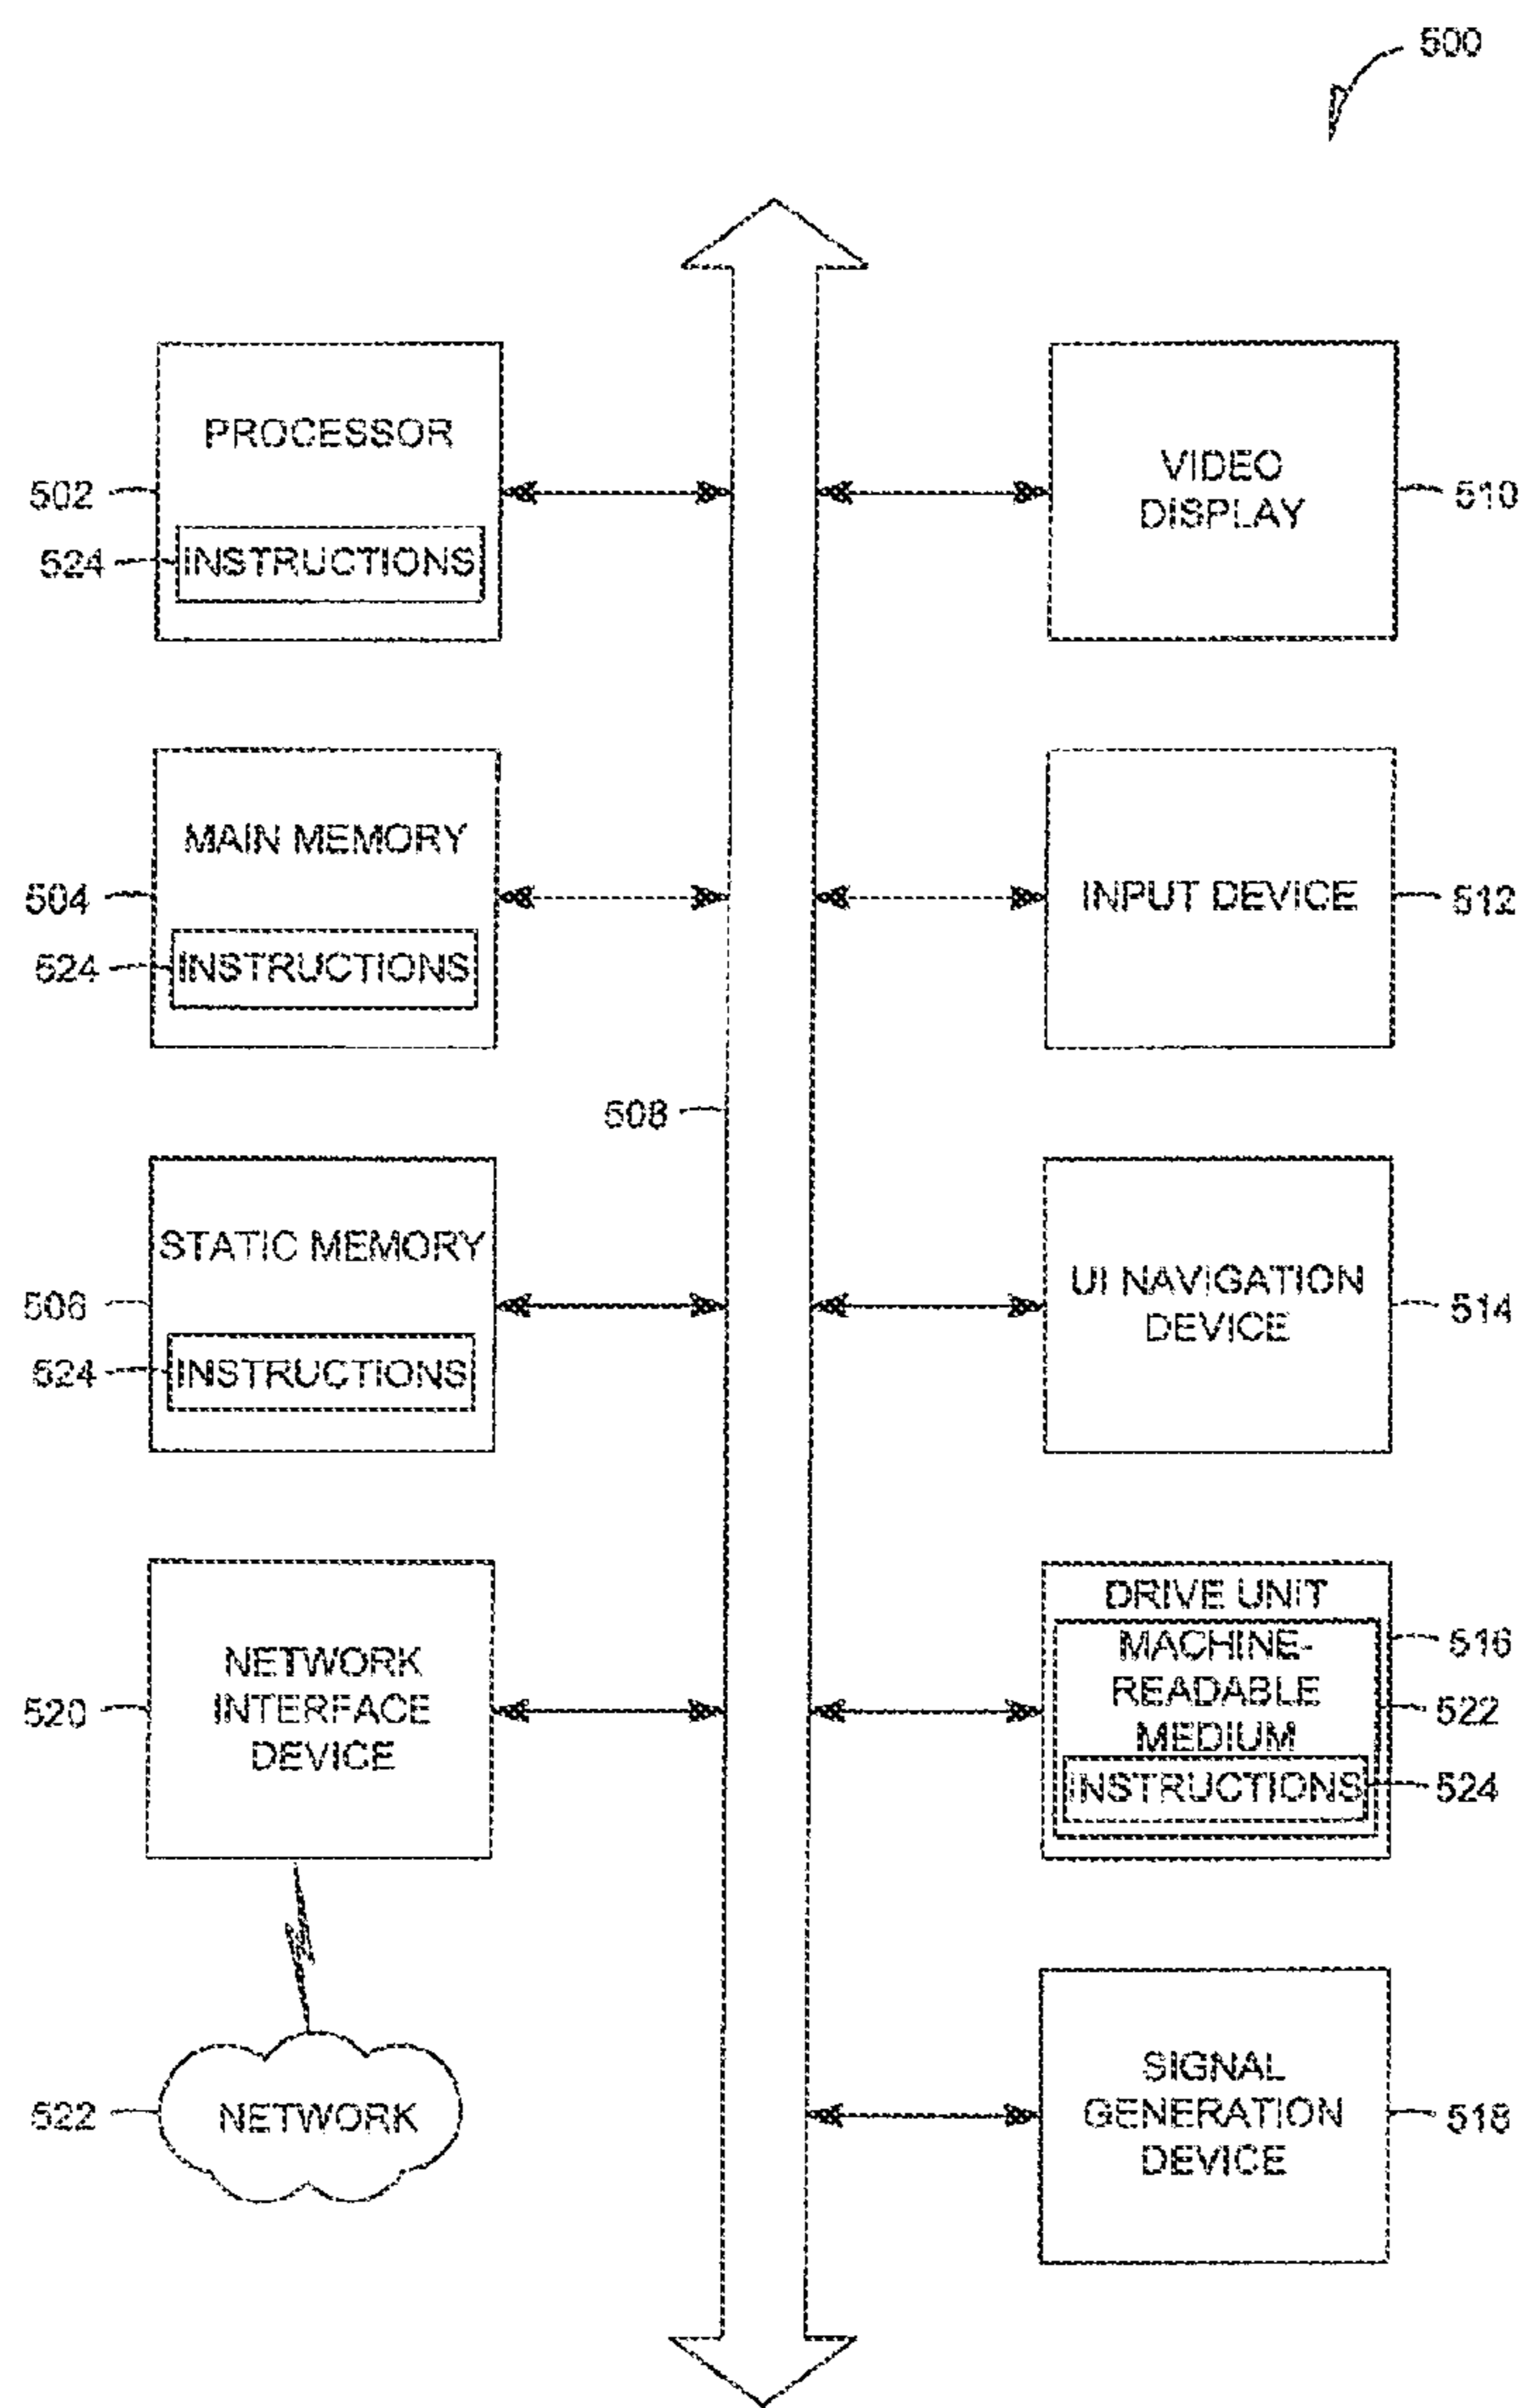 500
PROCESSOR
502
524
INSTRUCTIONS
VIDEO
DISPLAY
510
MAIN MEMORY
504
524
INSTRUCTIONS
INPUT DEVICE
512
508
STATIC MEMORY
506
524
INSTRUCTIONS
UI NAVIGATION
DEVICE
514
NETWORK
INTERFACE
DEVICE
520
DRIVE UNIT
MACHINE-
READABLE
MEDIUM
INSTRUCTIONS
516
522
524
522
NETWORK
SIGNAL
GENERATION
DEVICE
518